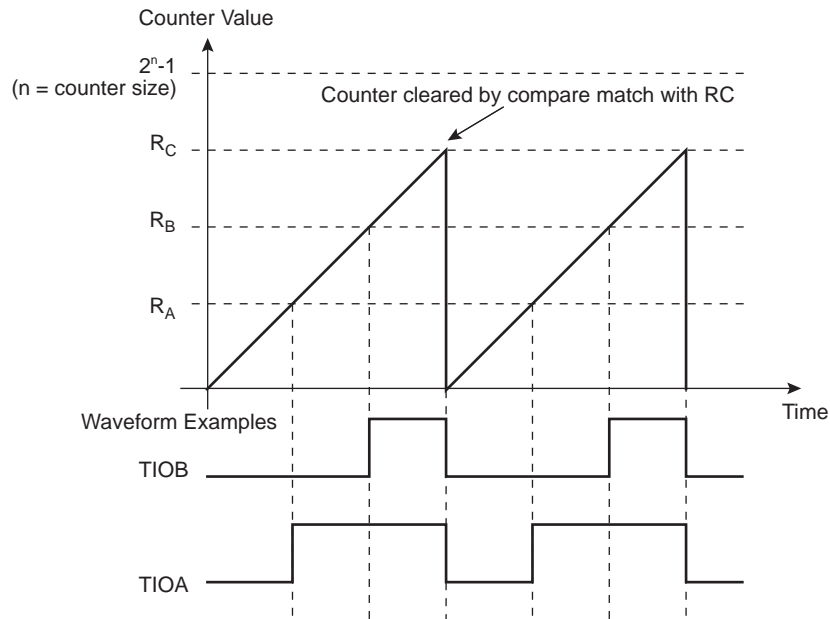 Counter Value
2ⁿ-1
(n = counter size)
Counter cleared by compare match with RC
R_C
R_B
R_A
Time
Waveform Examples
TIOB
TIOA